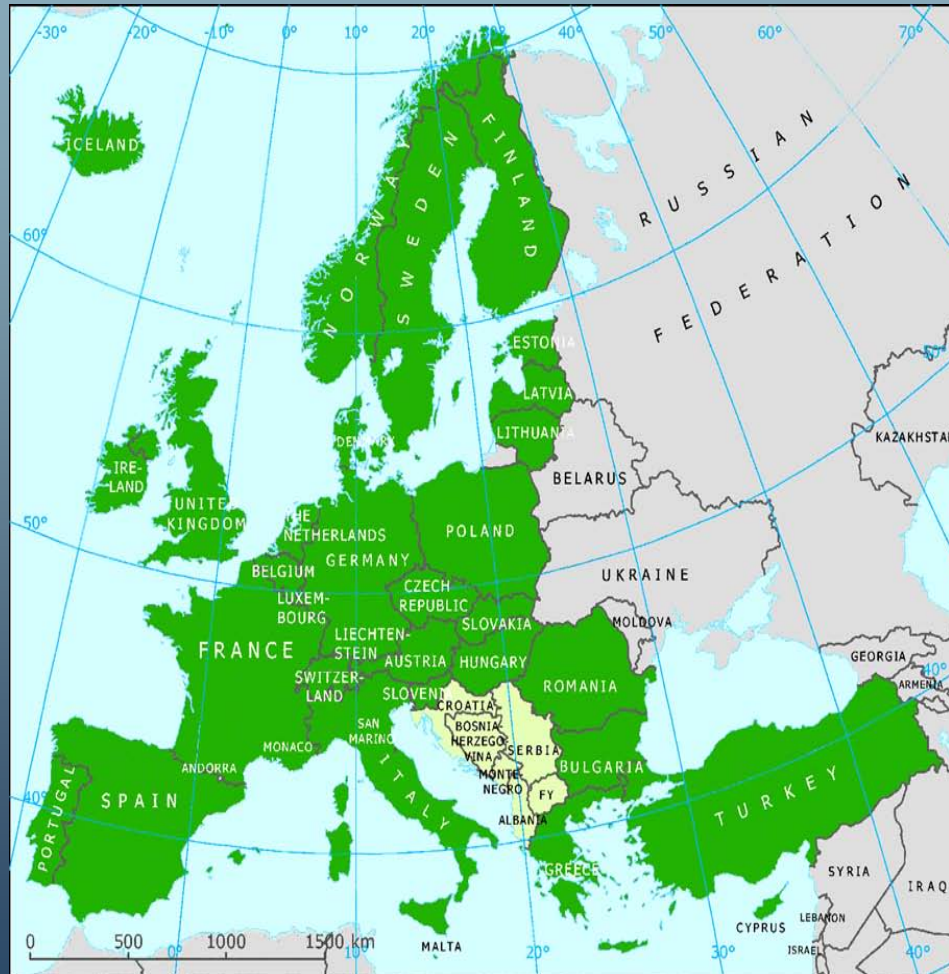 -30°
-20°
-10°
0°
10°
20°
30°
40°
50°
60°
70°
ICELAND
NORWAY
SWEDEN
FINLAND
RUSSIAN
FEDERATION
60°
ESTONIA
LATVIA
LITHUANIA
DENMARK
BELARUS
KAZAKHSTAN
IRE-
LAND
UNITED
KINGDOM
50°
50°
THE
NETHERLANDS
POLAND
GERMANY
BELGIUM
UKRAINE
CZECH
REPUBLIC
LUXEM-
BOURG
SLOVAKIA
MOLDOVA
LIECHTEN-
STEIN
FRANCE
AUSTRIA
HUNGARY
GEORGIA
40°
SWITZER-
LAND
ARMENIA
SLOVENI
CROATIA
ROMANIA
SAN
MARINO
BOSNIA-
HERZEGO
VINA
MONACO
SERBIA
ANDORRA
MONTE-
NEGRO
BULGARIA
FY
40°
SPAIN
PORTUGAL
ITALY
ALBANIA
TURKEY
GREECE
SYRIA
IRAQ
LEBANON
CYPRUS
ISRAEL
MALTA
0 500 1000 1500 km
0°
10°
20°
30°
40°